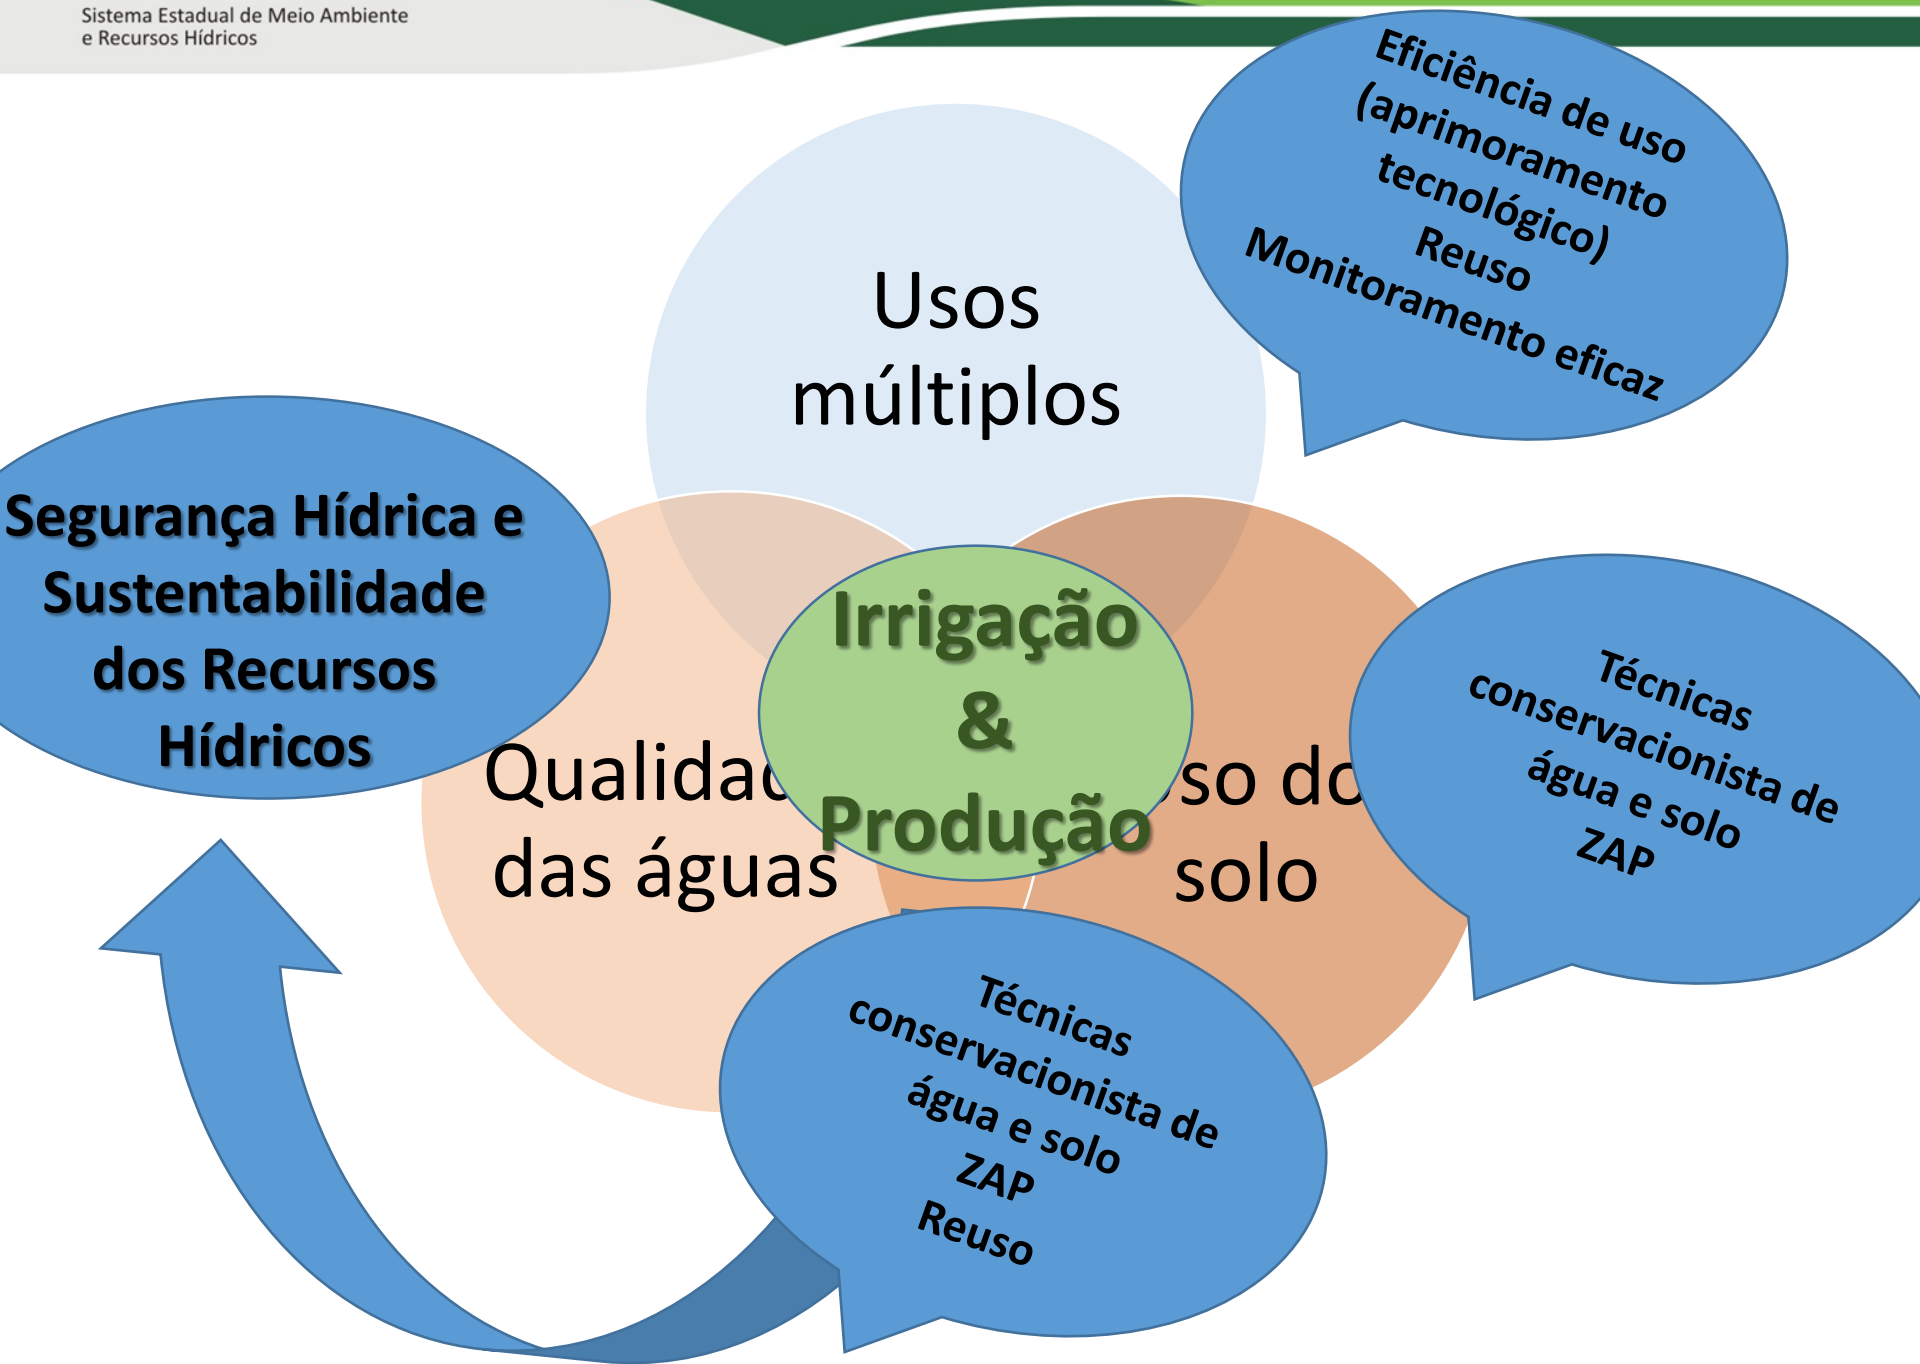 Sistema Estadual de Meio Ambiente
e Recursos Hídricos
Eficiência de uso
(aprimoramento
tecnológico)
Reuso
Monitoramento eficaz
Usos
múltiplos
Segurança Hídrica e
Sustentabilidade
dos Recursos
Hídricos
Irrigação
&
Produção
das águas
so do
solo
Técnicas
conservacionista de
água e solo
ZAP
Técnicas
conservacionista de
água e solo
ZAP
Reuso